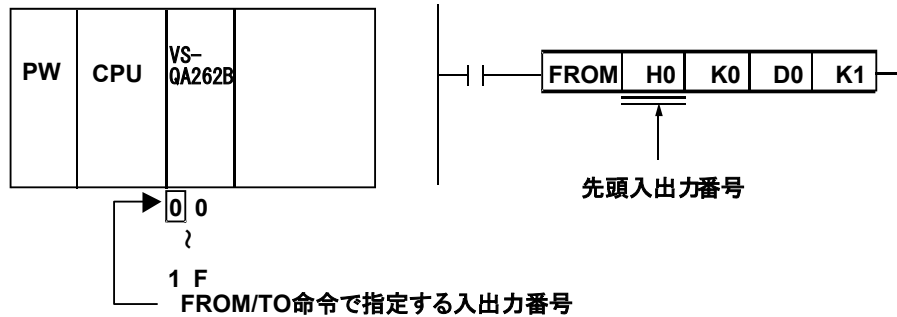 PW
CPU
VS-
QA262B
FROM H0 K0 D0 K1
先頭入出力番号
0 0
~
1 F
FROM/TO命令で指定する入出力番号